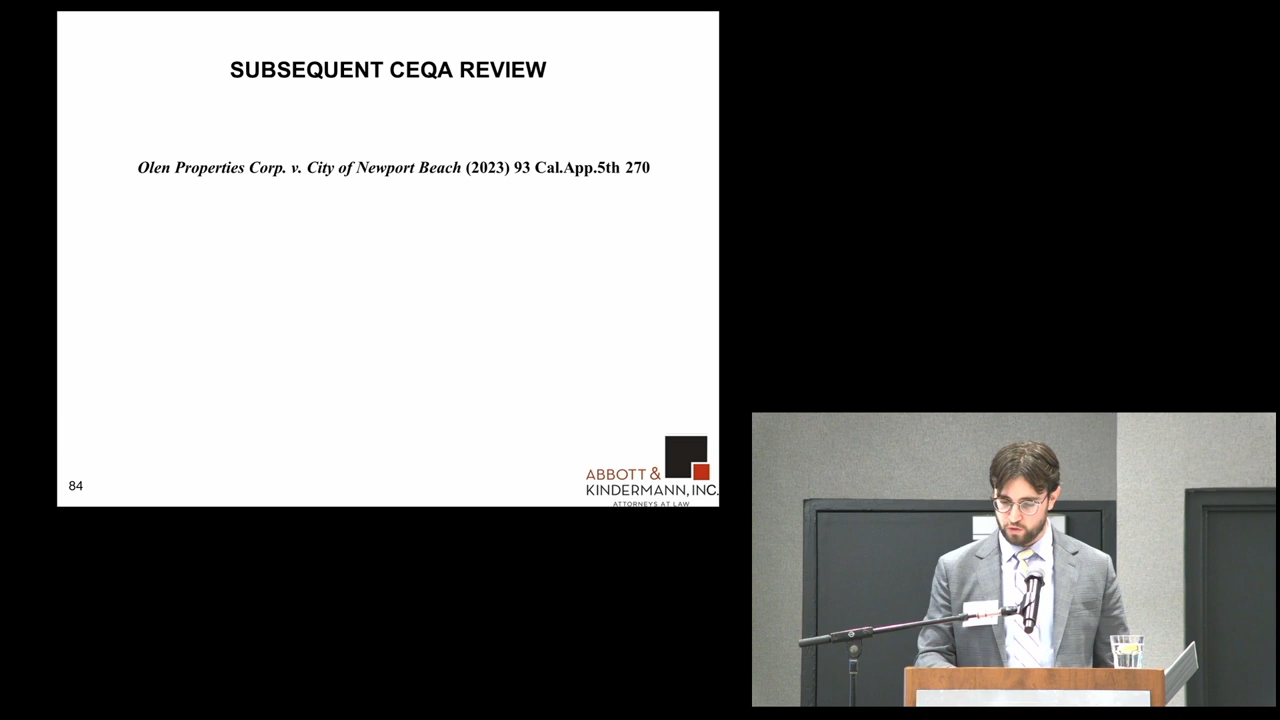 SUBSEQUENT CEQA REVIEW
Olen Properties Corp. v. City of Newport Beach (2023) 93 Cal.App.5th 270
84
ABBOTT &
KINDERMANN, INC.
ATTORNEYS AT LAW